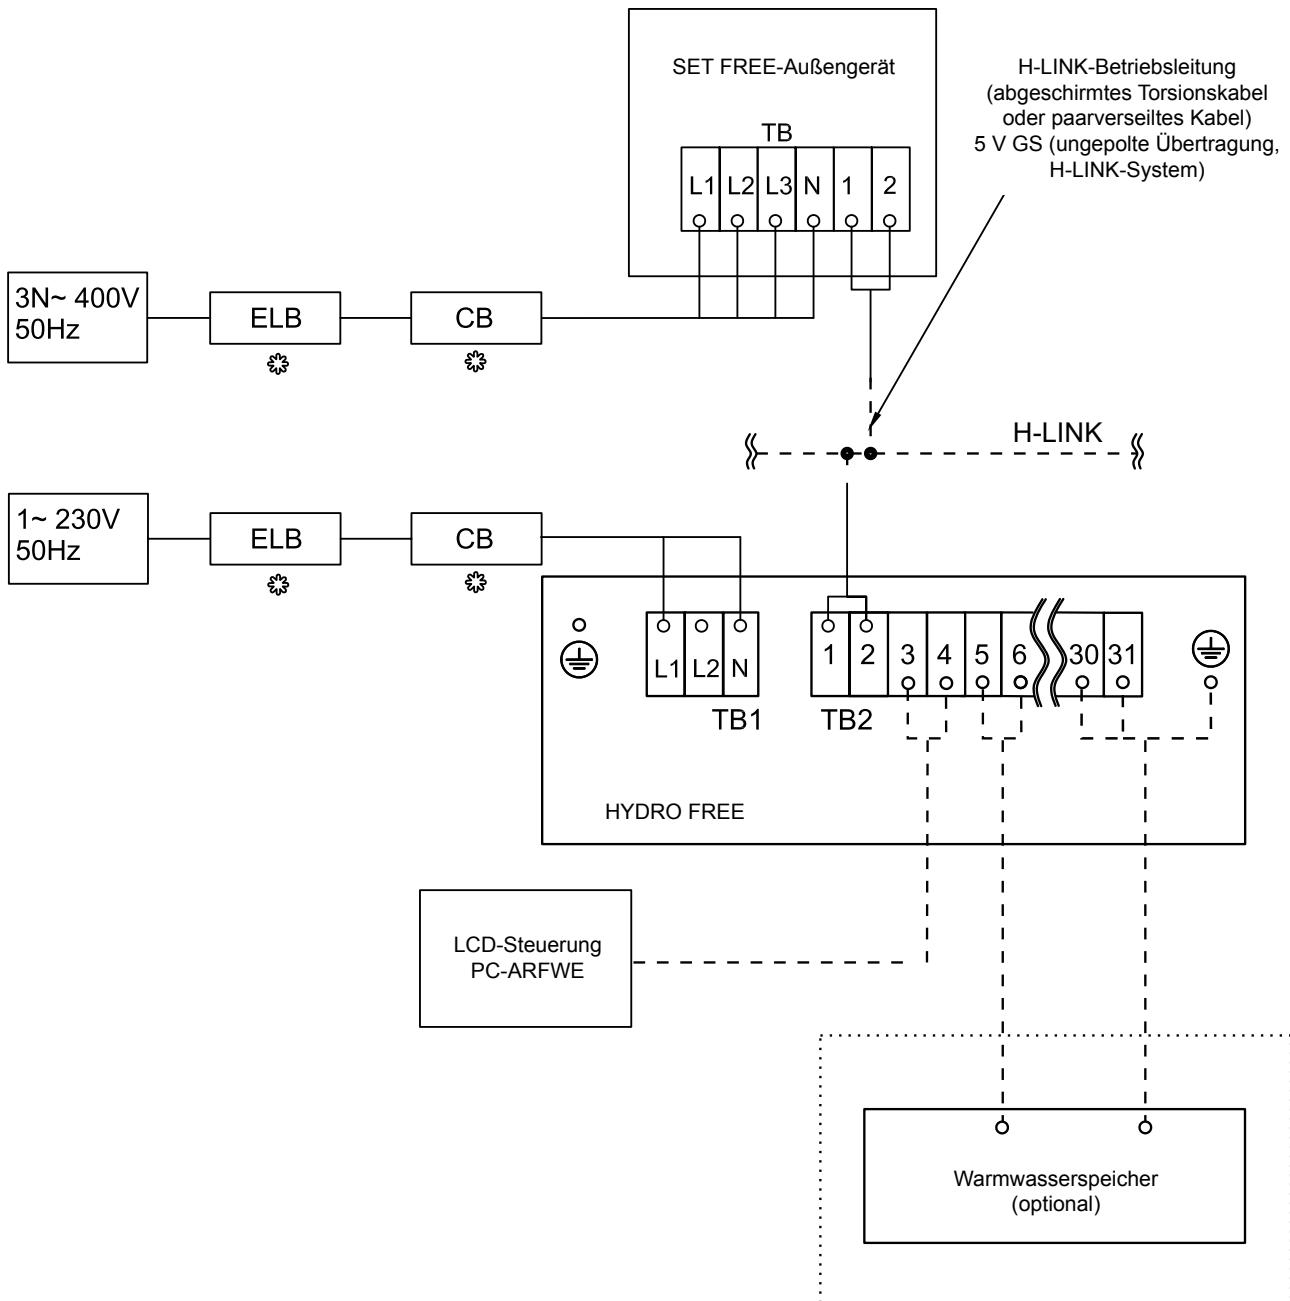 SET FREE-Außengerät
H-LINK-Betriebsleitung
(abgeschirmtes Torsionskabel
oder paarverseiltes Kabel)
5 V GS (ungepolte Übertragung,
H-LINK-System)
TB
L1 L2 L3 N 1 2
3N~ 400V
50Hz
ELB
CB
H-LINK
1~ 230V
50Hz
ELB
CB
L1 L2 N
1 2 3 4 5 6 30 31
TB1
TB2
HYDRO FREE
LCD-Steuerung
PC-ARFWE
Warmwasserspeicher
(optional)